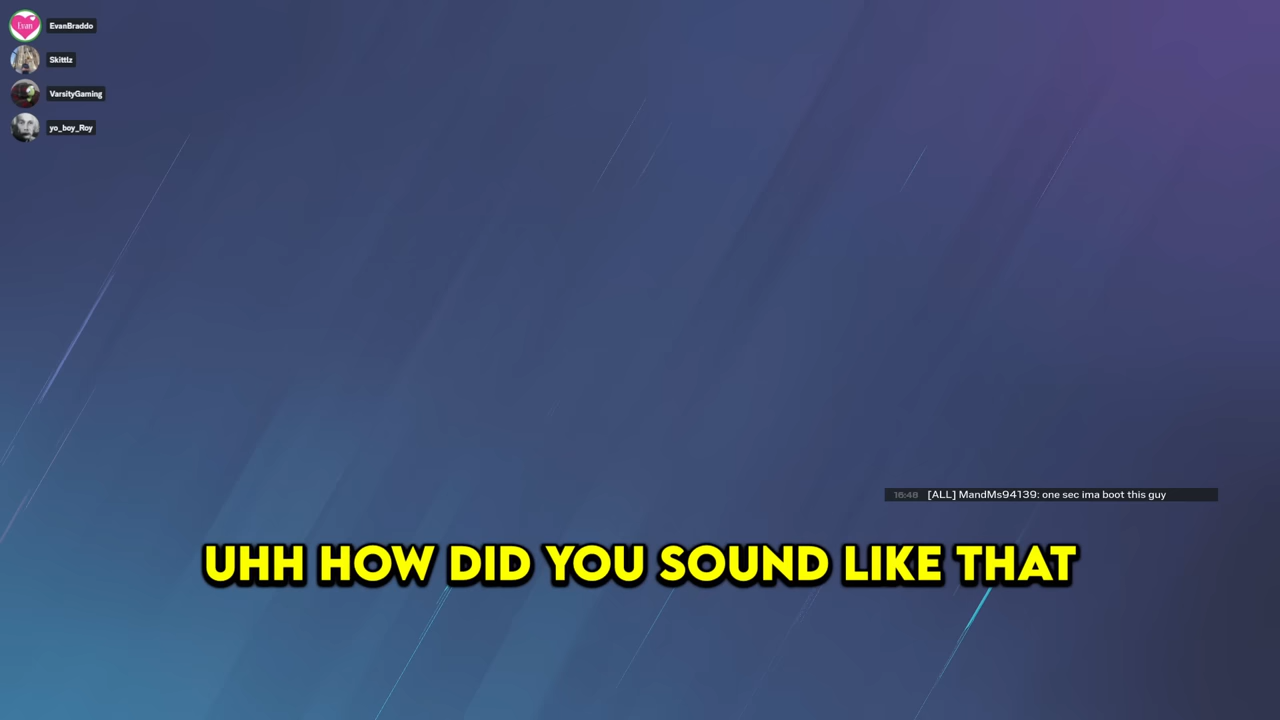 Evan
EvanBraddo
Skittlz
VarsityGaming
yo_boy_Roy
16:48 [ALL] MandMs94139: one sec ima boot this guy
UHH HOW DID YOU SOUND LIKE THAT